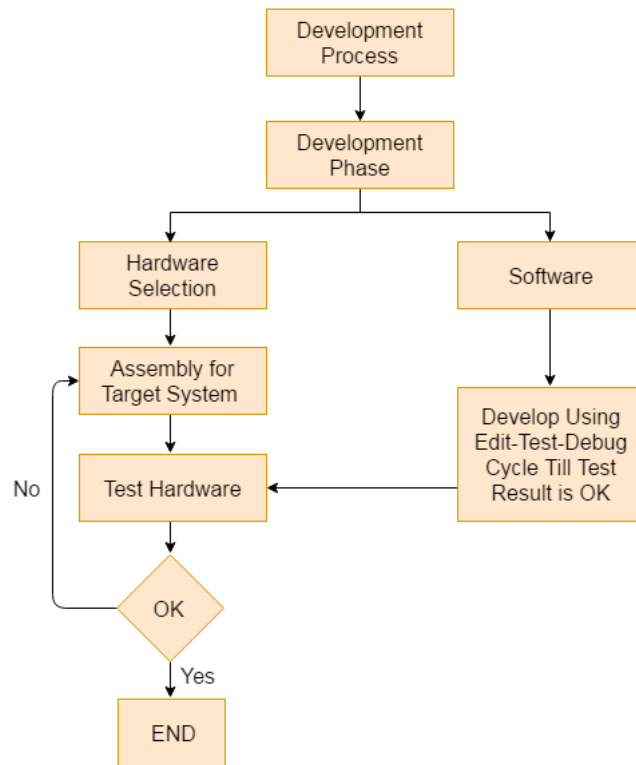 Development
Process
Development
Phase
Hardware
Selection
Software
Assembly for
Target System
Develop Using
Edit-Test-Debug
Cycle Till Test
Result is OK
No
Test Hardware
OK
Yes
END